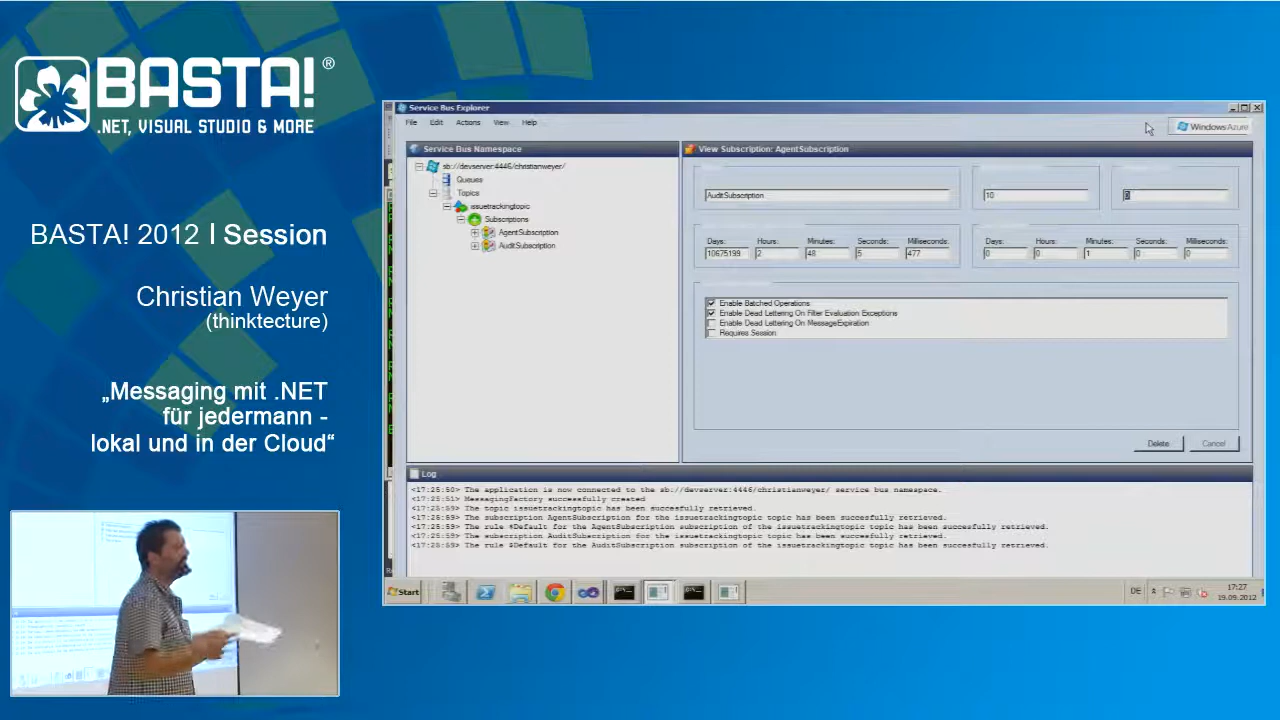 BASTA!®
.NET, VISUAL STUDIO & MORE
BASTA! 2012 I Session
Christian Weyer
(thinktecture)
„Messaging mit .NET
für jedermann -
lokal und in der Cloud“
Service Bus Explorer
File Edit Actions View Help
WindowsAzure
Service Bus Namespace
sb://devserver:4446/christianweyer/
Queues
Topics
issuetrackingtopic
Subscriptions
AgentSubscription
AuditSubscription
View Subscription: AgentSubscription
AuditSubscription 10
Days: Hours: Minutes: Seconds: Milliseconds:
10675199 2 48 5 477
Days: Hours: Minutes: Seconds: Milliseconds:
0 0 1 0 0
Enable Batched Operations
Enable Dead Lettering On Filter Evaluation Exceptions
Enable Dead Lettering On MessageExpiration
Requires Session
Delete Cancel
Log
<17:25:50> The application is now connected to the sb://devserver:4446/christianweyer/ service bus namespace.
<17:25:51> MessagingFactory successfully created
<17:25:59> The topic issuetrackingtopic has been succesfully retrieved.
<17:25:59> The subscription AgentSubscription for the issuetrackingtopic topic has been succesfully retrieved.
<17:25:59> The rule $Default for the AgentSubscription subscription of the issuetrackingtopic topic has been succesfully retrieved.
<17:25:59> The subscription AuditSubscription for the issuetrackingtopic topic has been succesfully retrieved.
<17:25:59> The rule $Default for the AuditSubscription subscription of the issuetrackingtopic topic has been succesfully retrieved.
Start
DE
17:27
19.09.2012